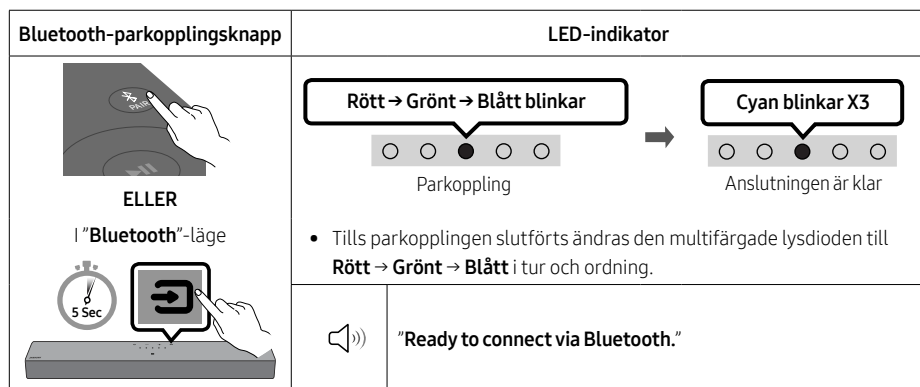 Bluetooth-parkopplingsknapp
LED-indikator
PAIR
ELLER
I "Bluetooth"-läge
5 Sec
Rött → Grönt → Blått blinkar
Parkoppling
Cyan blinkar X3
Anslutningen är klar
• Tills parkopplingen slutförts ändras den multifärgade lysdioden till
Rött → Grönt → Blått i tur och ordning.
"Ready to connect via Bluetooth."